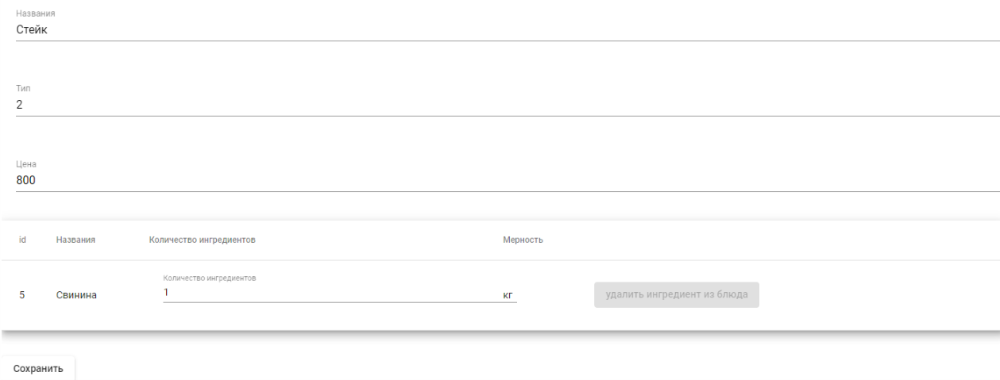 Названия
Стейк
Тип
2
Цена
800
id Названия Количество ингредиентов Мерность
Количество ингредиентов
5 Свинина 1 кг удалить ингредиент из блюда
Сохранить